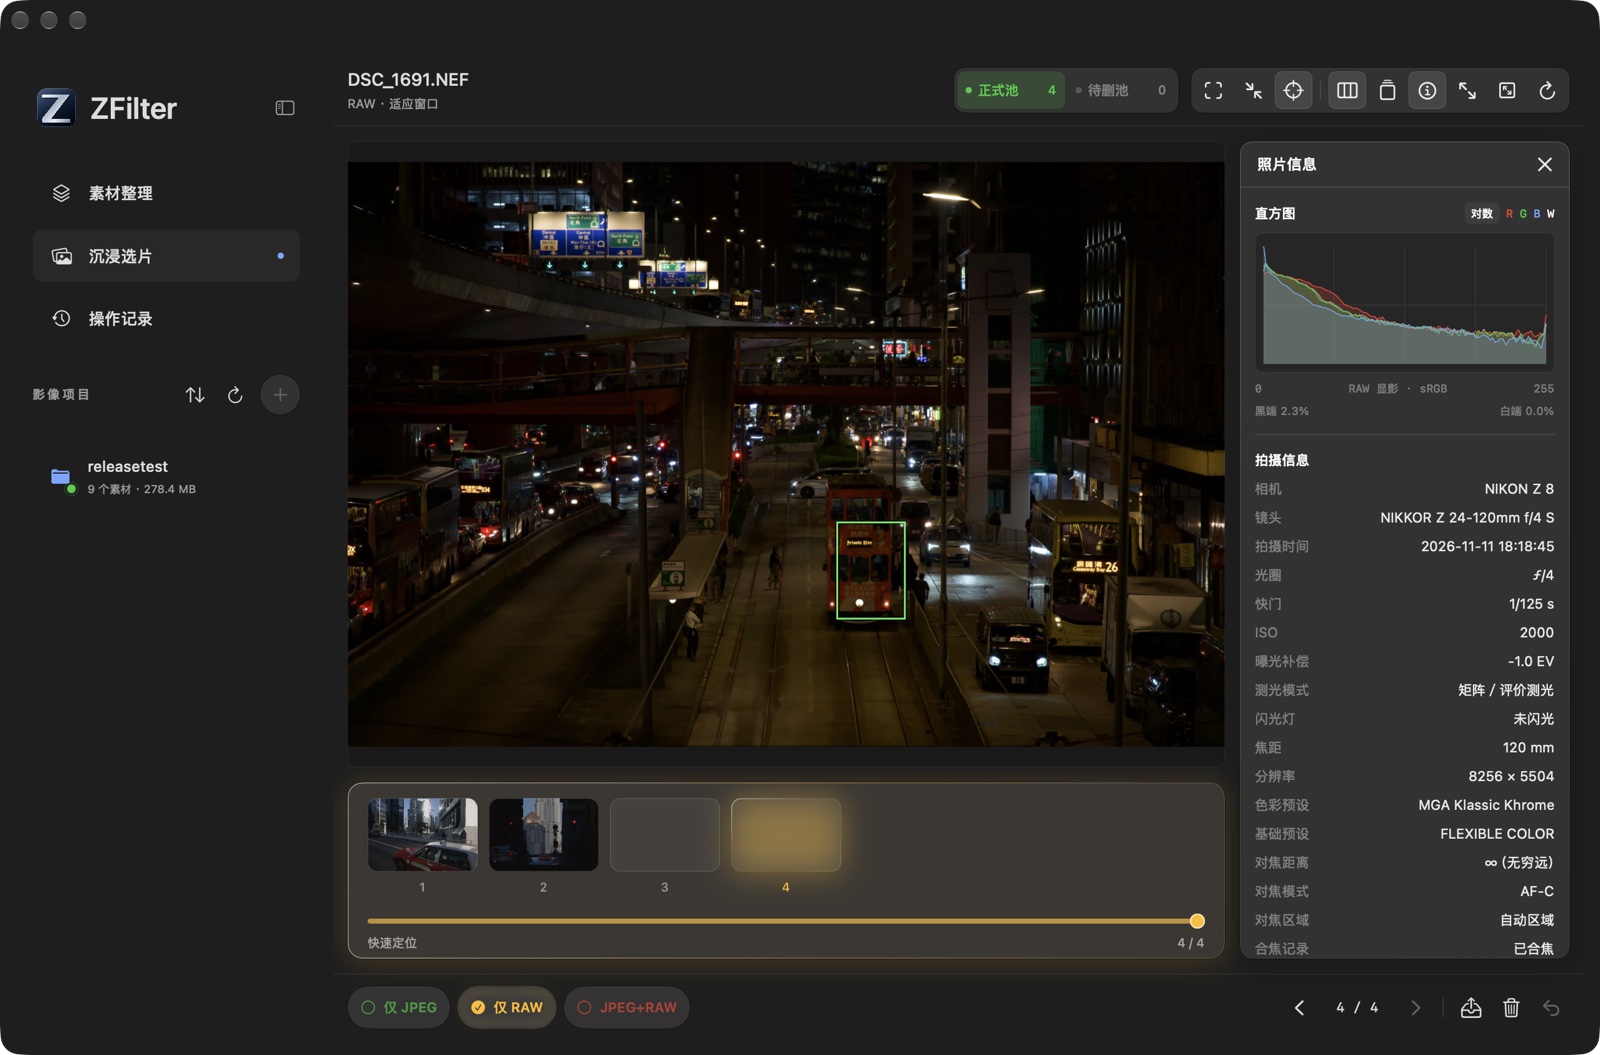 ZFilter
素材整理
沉浸选片
操作记录
影像项目
releasetest
9 个素材 · 278.4 MB
DSC_1691.NEF
RAW · 适应窗口
正式池 4
待删池 0
Private Hire
26
1
2
3
4
快速定位
4 / 4
仅 JPEG
仅 RAW
JPEG+RAW
照片信息
直方图
对数 R G B W
0 RAW 显影 · sRGB 255
黑端 2.3% 白端 0.0%
拍摄信息
相机 NIKON Z 8
镜头 NIKKOR Z 24-120mm f/4 S
拍摄时间 2026-11-11 18:18:45
光圈 ƒ/4
快门 1/125 s
ISO 2000
曝光补偿 -1.0 EV
测光模式 矩阵 / 评价测光
闪光灯 未闪光
焦距 120 mm
分辨率 8256 × 5504
色彩预设 MGA Klassic Khrome
基础预设 FLEXIBLE COLOR
对焦距离 ∞ (无穷远)
对焦模式 AF-C
对焦区域 自动区域
合焦记录 已合焦
4 / 4